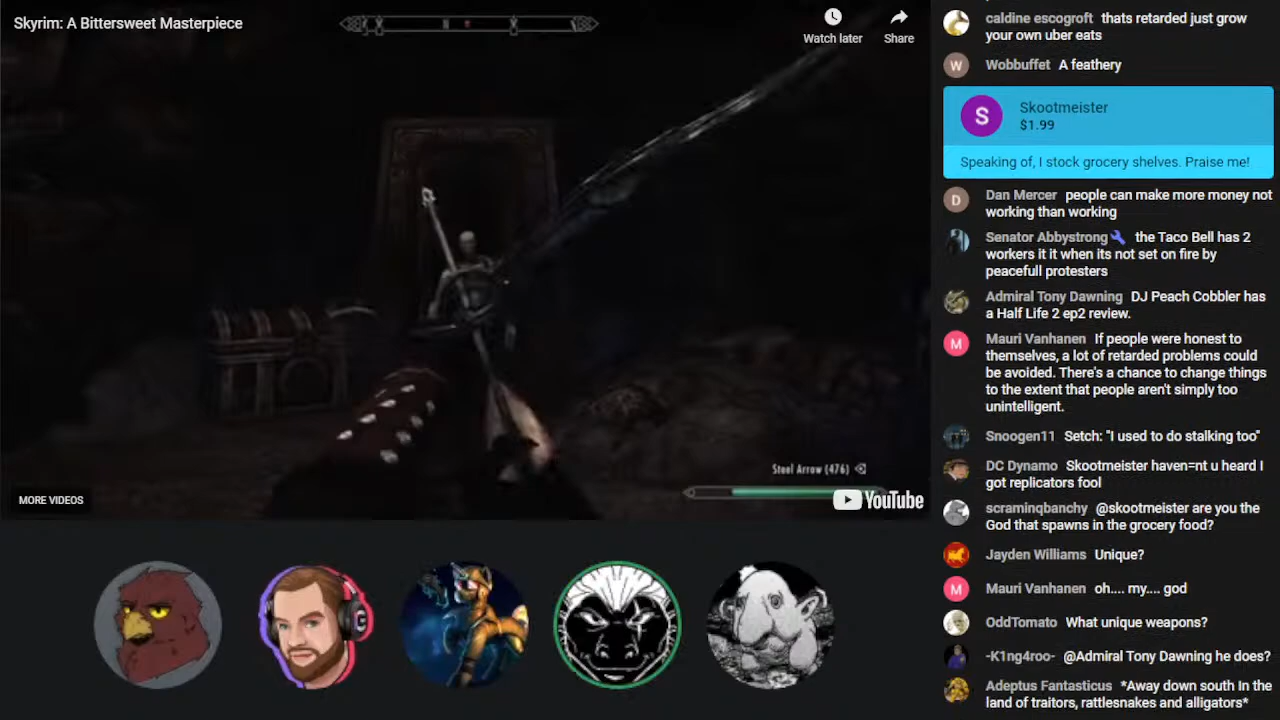 Skyrim: A Bittersweet Masterpiece
Watch later
Share
Steel Arrow (476)
MORE VIDEOS
YouTube
caldine escogroft thats retarded just grow
your own uber eats
W
Wobbuffet A feathery
S
Skootmeister
$1.99
Speaking of, I stock grocery shelves. Praise me!
D
Dan Mercer people can make more money not
working than working
Senator Abbystrong the Taco Bell has 2
workers it it when its not set on fire by
peacefull protesters
Admiral Tony Dawning DJ Peach Cobbler has
a Half Life 2 ep2 review.
M
Mauri Vanhanen If people were honest to
themselves, a lot of retarded problems could
be avoided. There's a chance to change things
to the extent that people aren't simply too
unintelligent.
Snoogen11 Setch: "I used to do stalking too"
DC Dynamo Skootmeister haven=nt u heard I
got replicators fool
scraminqbanchy @skootmeister are you the
God that spawns in the grocery food?
Jayden Williams Unique?
M
Mauri Vanhanen oh.... my.... god
OddTomato What unique weapons?
-K1ng4roo- @Admiral Tony Dawning he does?
Adeptus Fantasticus *Away down south In the
land of traitors, rattlesnakes and alligators*